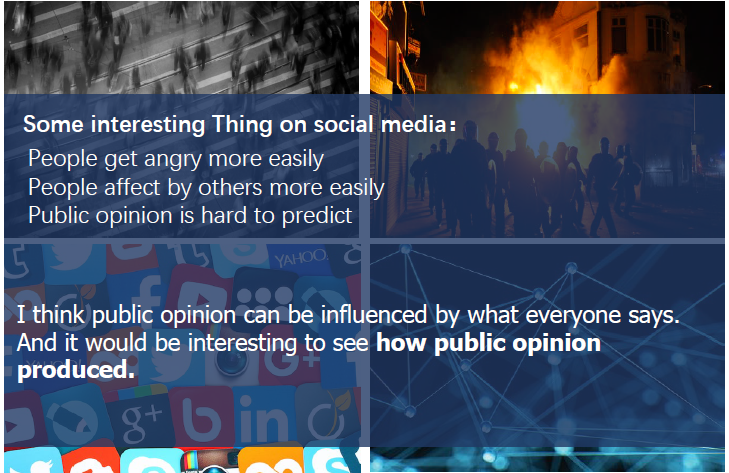 Some interesting Thing on social media：
People get angry more easily
People affect by others more easily
Public opinion is hard to predict
YAHOO!
I think public opinion can be influenced by what everyone says.
And it would be interesting to see how public opinion
produced.
G+
g+
in